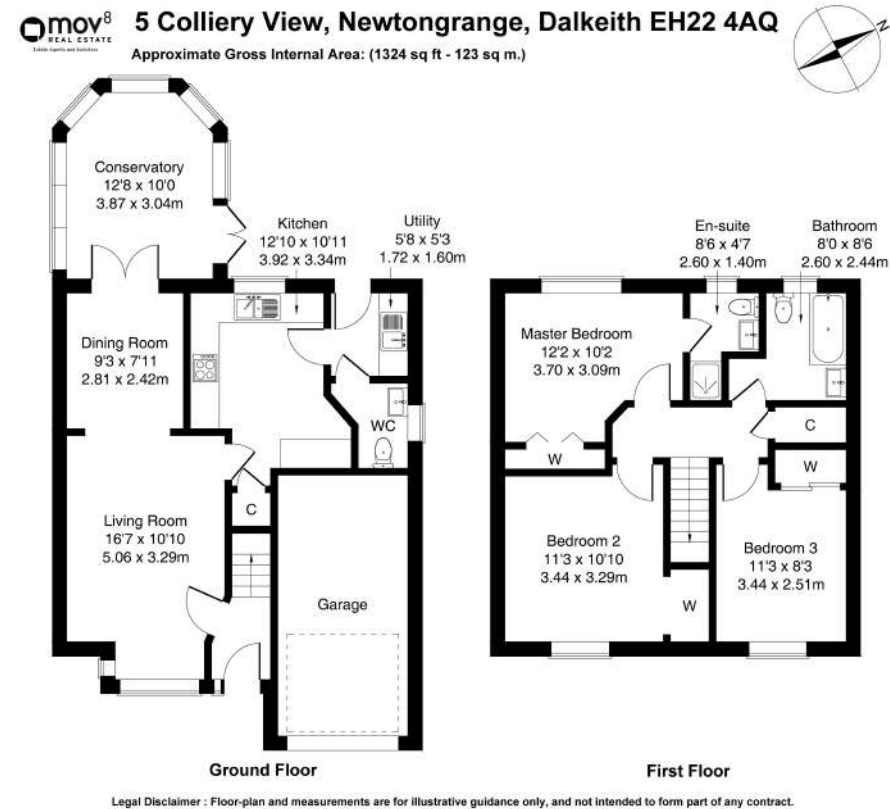 mov8
REAL ESTATE
Estate Agents and Solicitors
5 Colliery View, Newtongrange, Dalkeith EH22 4AQ
Approximate Gross Internal Area: (1324 sq ft - 123 sq m.)
N
Conservatory
12'8 x 10'0
3.87 x 3.04m
Kitchen
12'10 x 10'11
3.92 x 3.34m
Utility
5'8 x 5'3
1.72 x 1.60m
Dining Room
9'3 x 7'11
2.81 x 2.42m
WC
C
Living Room
16'7 x 10'10
5.06 x 3.29m
Garage
Ground Floor
En-suite
8'6 x 4'7
2.60 x 1.40m
Bathroom
8'0 x 8'6
2.60 x 2.44m
Master Bedroom
12'2 x 10'2
3.70 x 3.09m
C
W
W
Bedroom 2
11'3 x 10'10
3.44 x 3.29m
W
Bedroom 3
11'3 x 8'3
3.44 x 2.51m
First Floor
Legal Disclaimer : Floor-plan and measurements are for illustrative guidance only, and not intended to form part of any contract.